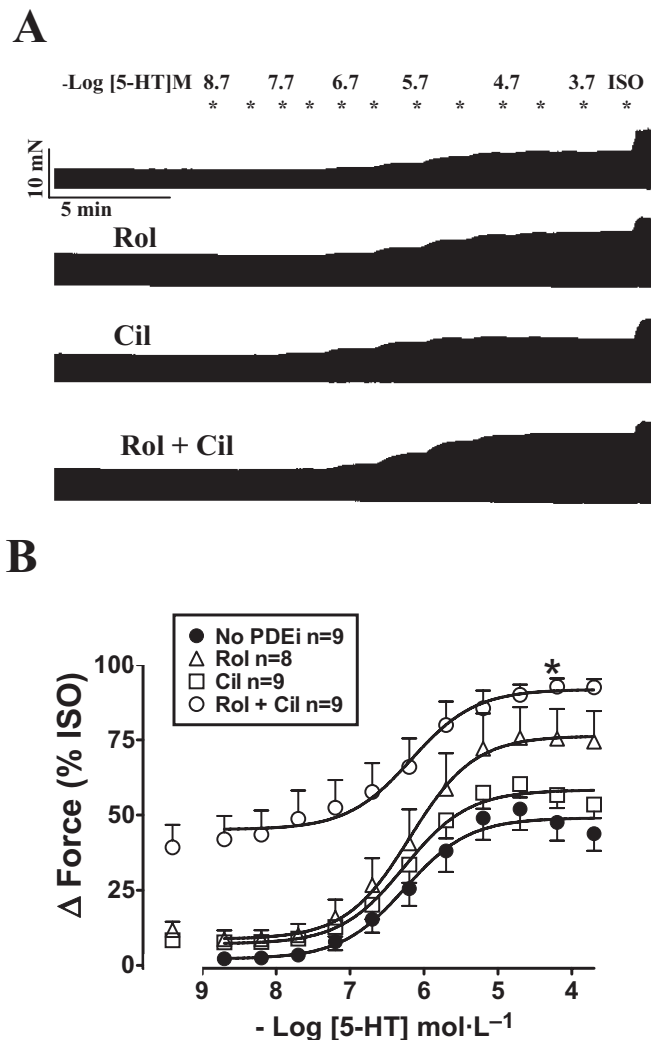 A
-Log [5-HT]M 8.7 7.7 6.7 5.7 4.7 3.7 ISO
* * * * * * * * * * * *
10 mN
5 min
Rol
Cil
Rol + Cil
B
No PDEi n=9
Rol n=8
Cil n=9
Rol + Cil n=9
*
100
75
50
25
0
Δ Force (% ISO)
9 8 7 6 5 4
- Log [5-HT] mol·L⁻¹